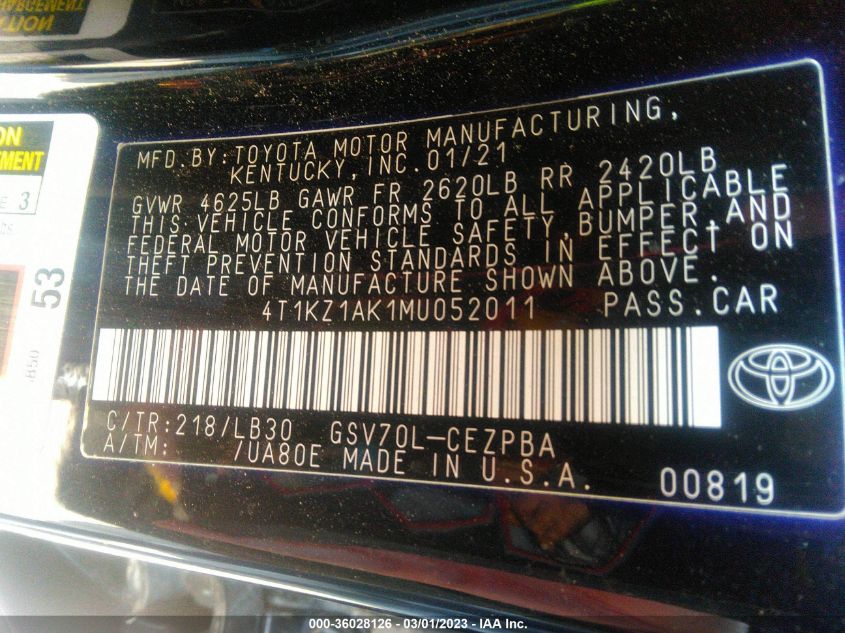 MFD.BY:TOYOTA MOTOR MANUFACTURING,
KENTUCKY,INC.01/21
GVWR 4625LB GAWR FR 2620LB RR 2420LB
THIS VEHICLE CONFORMS TO ALL APPLICABLE
FEDERAL MOTOR VEHICLE SAFETY,BUMPER,AND
THEFT PREVENTION STANDARDS IN EFFECT ON
THE DATE OF MANUFACTURE SHOWN ABOVE.
4T1KZ1AK1MU052011 PASS.CAR
C/TR:218/LB30 GSV70L-CEZPBA
A/TM: /UA80E MADE IN U.S.A.
00819
3
53
000-36028126 - 03/01/2023 - IAA Inc.